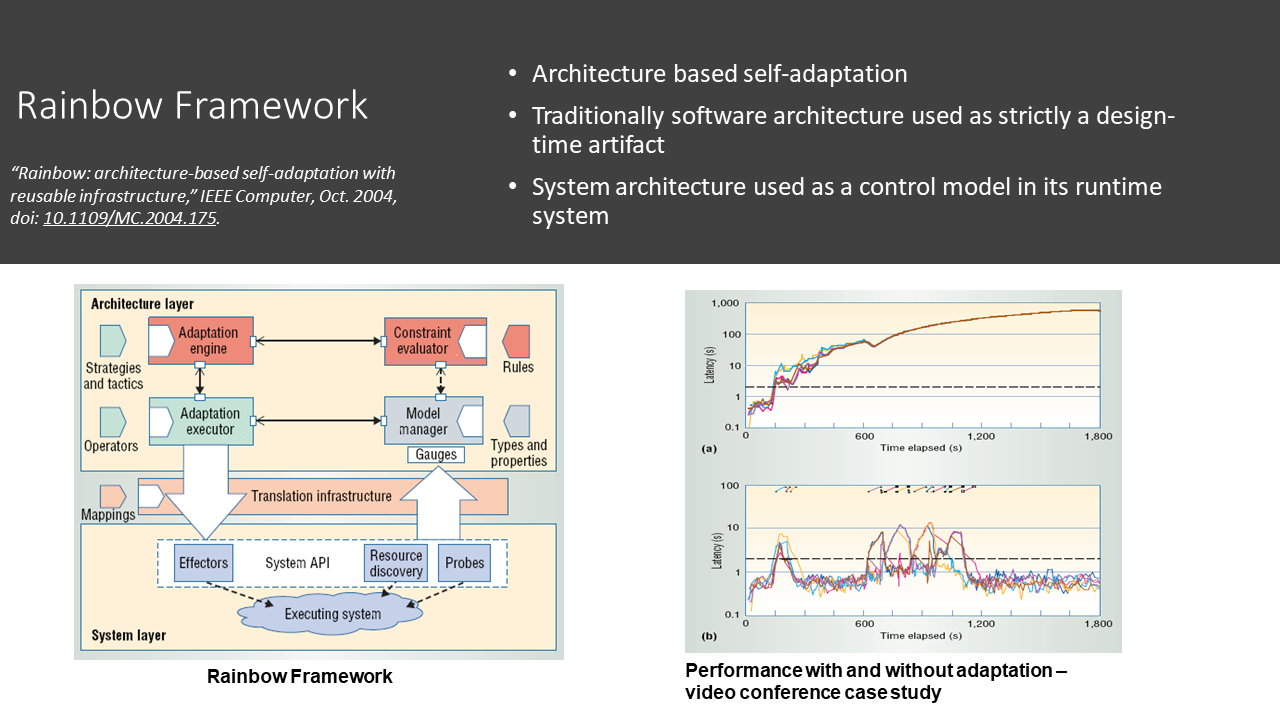 Rainbow Framework
“Rainbow: architecture-based self-adaptation with
reusable infrastructure,” IEEE Computer, Oct. 2004,
doi: 10.1109/MC.2004.175.
• Architecture based self-adaptation
• Traditionally software architecture used as strictly a design-
time artifact
• System architecture used as a control model in its runtime
system
Architecture layer
Strategies
and tactics
Adaptation
engine
Constraint
evaluator
Rules
Operators
Adaptation
executor
Model
manager
Types and
properties
Gauges
Mappings
Translation infrastructure
Effectors
System API
Resource
discovery
Probes
Executing system
System layer
Rainbow Framework
1,000
100
10
1
0.1
Latency (s)
0 600 1,200 1,800
(a)
Time elapsed (s)
100
10
1
0.1
Latency (s)
0 600 1,200 1,800
(b)
Time elapsed (s)
Performance with and without adaptation –
video conference case study